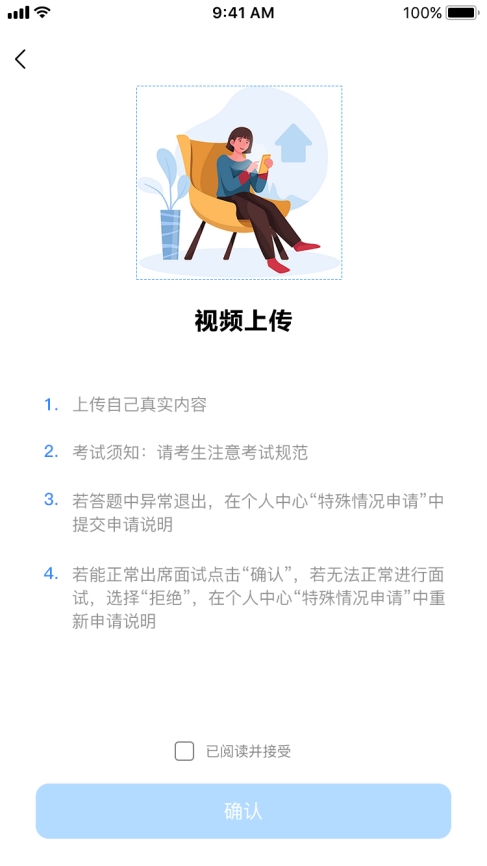 9:41 AM 100%
视频上传
1. 上传自己真实内容
2. 考试须知：请考生注意考试规范
3. 若答题中异常退出，在个人中心“特殊情况申请”中
提交申请说明
4. 若能正常出席面试点击“确认”，若无法正常进行面
试，选择“拒绝”，在个人中心“特殊情况申请”中重
新申请说明
已阅读并接受
确认